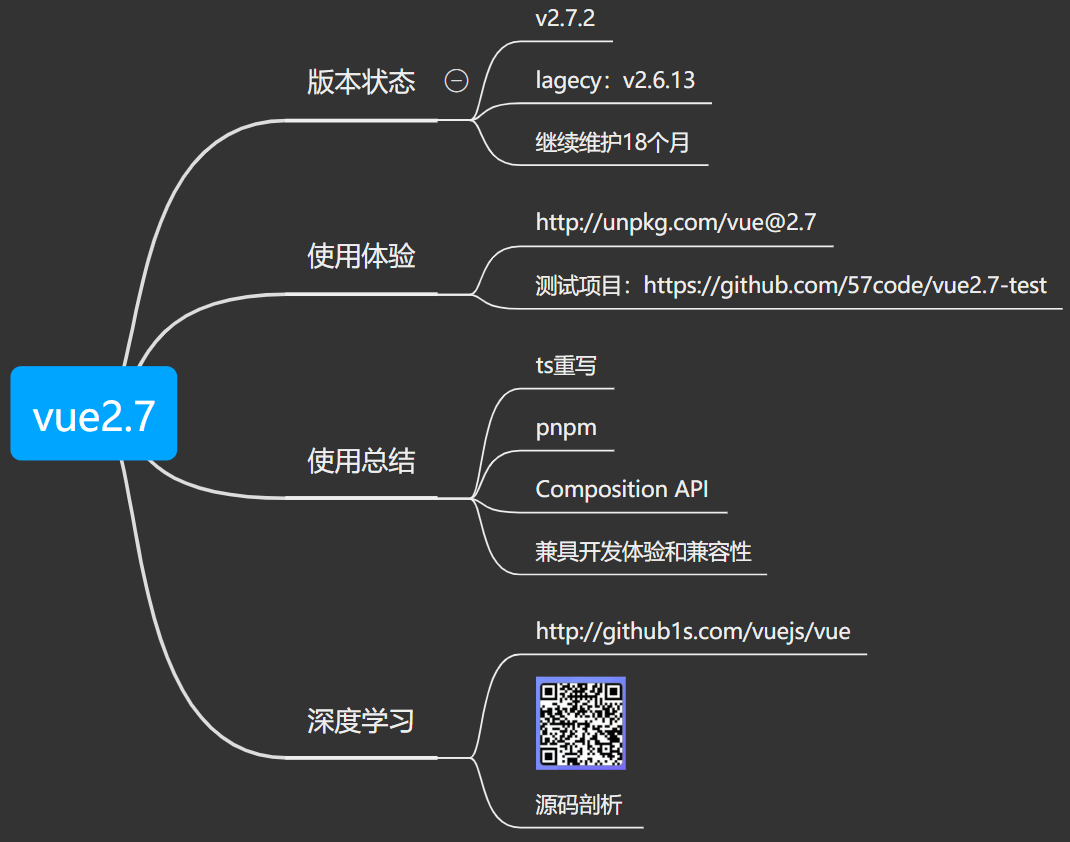 vue2.7
版本状态
v2.7.2
lagecy：v2.6.13
继续维护18个月
使用体验
http://unpkg.com/vue@2.7
测试项目：https://github.com/57code/vue2.7-test
使用总结
ts重写
pnpm
Composition API
兼具开发体验和兼容性
深度学习
http://github1s.com/vuejs/vue
源码剖析